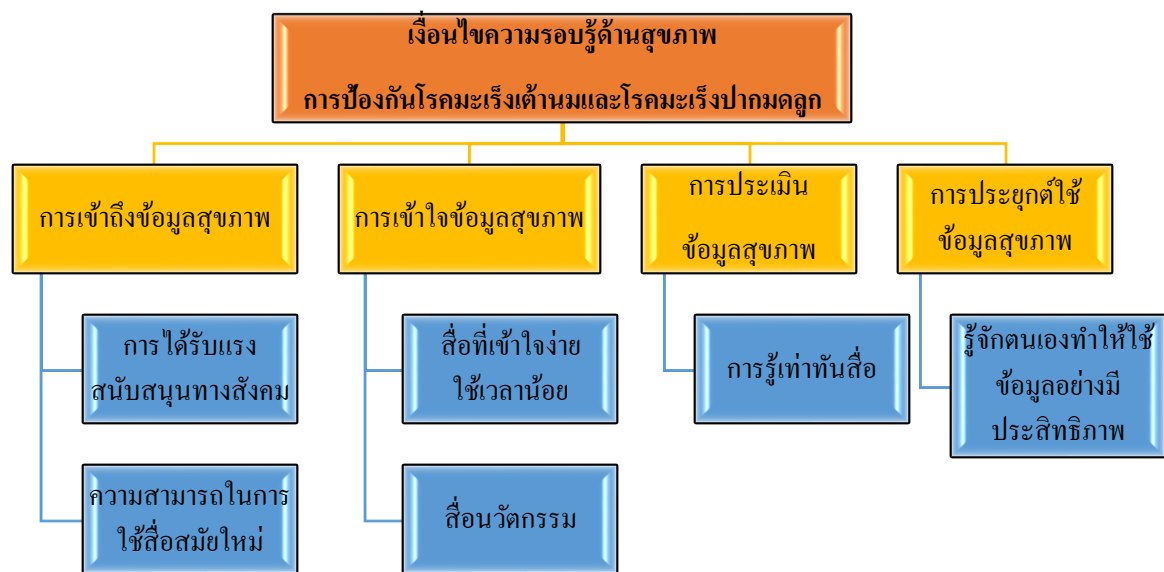 เงื่อนไขความรอบรู้ด้านสุขภาพ
การป้องกันโรคมะเร็งเต้านมและโรคมะเร็งปากมดลูก
การเข้าถึงข้อมูลสุขภาพ
การเข้าใจข้อมูลสุขภาพ
การประเมิน
ข้อมูลสุขภาพ
การประยุกต์ใช้
ข้อมูลสุขภาพ
การได้รับแรง
สนับสนุนทางสังคม
สื่อที่เข้าใจง่าย
ใช้เวลาน้อย
การรู้เท่าทันสื่อ
รู้จักตนเองทำให้ใช้
ข้อมูลอย่างมี
ประสิทธิภาพ
ความสามารถในการ
ใช้สื่อสมัยใหม่
สื่อนวัตกรรม